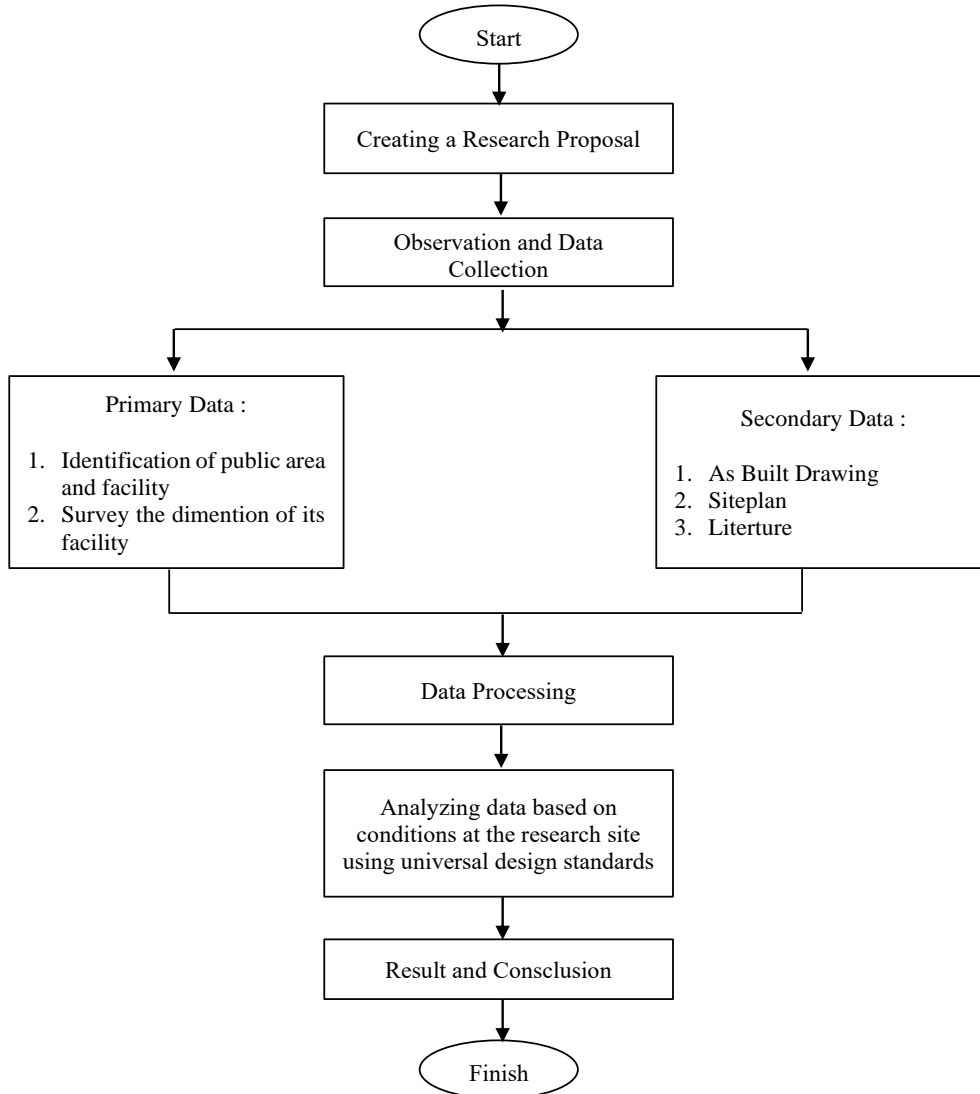 Start
Creating a Research Proposal
Observation and Data
Collection
Primary Data :
1. Identification of public area
and facility
2. Survey the dimention of its
facility
Secondary Data :
1. As Built Drawing
2. Siteplan
3. Literture
Data Processing
Analyzing data based on
conditions at the research site
using universal design standards
Result and Consclusion
Finish